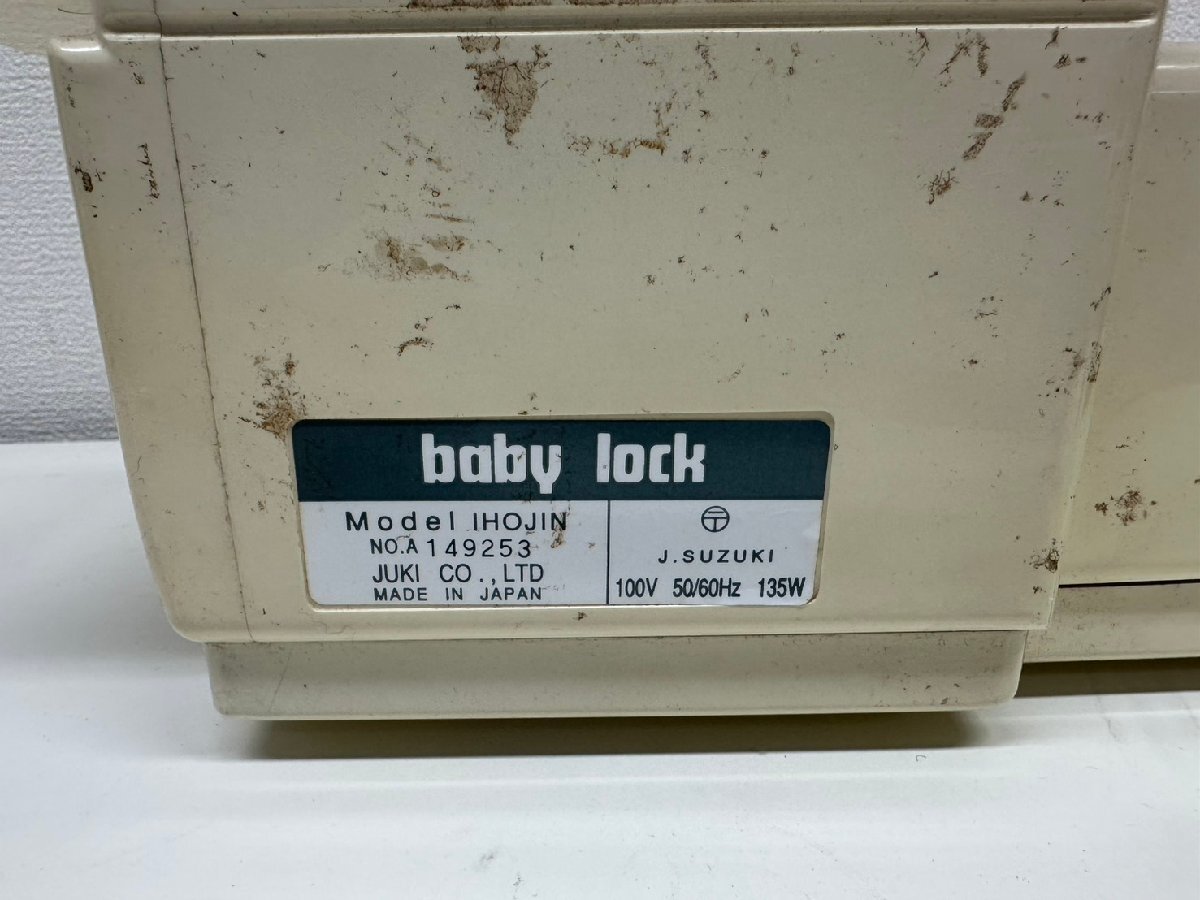 baby lock
Model IHOJIN
NO.A 149253
JUKI CO.,LTD
MADE IN JAPAN
J.SUZUKI
100V 50/60Hz 135W